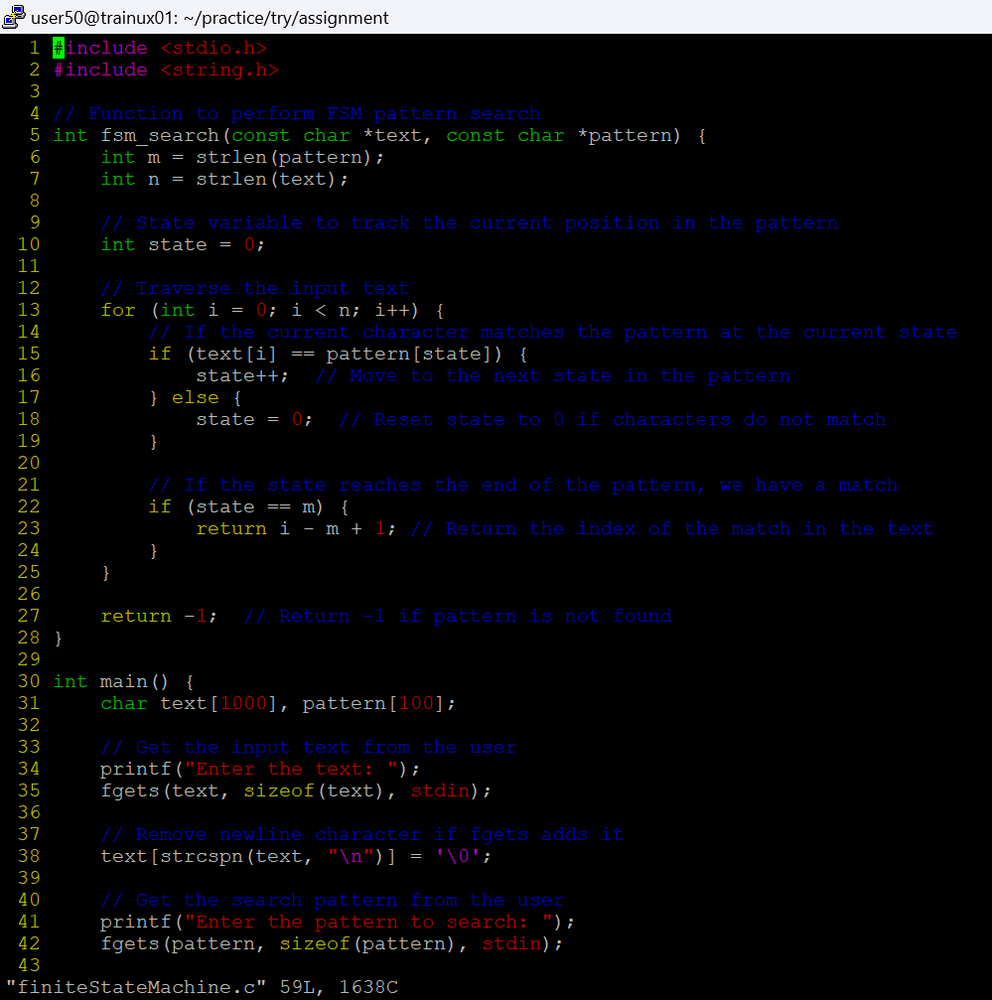 user50@trainux01: ~/practice/try/assignment
1 #include <stdio.h>
2 #include <string.h>
3
4 // Function to perform FSM pattern search
5 int fsm_search(const char *text, const char *pattern) {
6     int m = strlen(pattern);
7     int n = strlen(text);
8
9     // State variable to track the current position in the pattern
10     int state = 0;
11
12     // Traverse the input text
13     for (int i = 0; i < n; i++) {
14         // If the current character matches the pattern at the current state
15         if (text[i] == pattern[state]) {
16             state++;  // Move to the next state in the pattern
17         } else {
18             state = 0;  // Reset state to 0 if characters do not match
19         }
20
21         // If the state reaches the end of the pattern, we have a match
22         if (state == m) {
23             return i - m + 1; // Return the index of the match in the text
24         }
25     }
26
27     return -1;  // Return -1 if pattern is not found
28 }
29
30 int main() {
31     char text[1000], pattern[100];
32
33     // Get the input text from the user
34     printf("Enter the text: ");
35     fgets(text, sizeof(text), stdin);
36
37     // Remove newline character if fgets adds it
38     text[strcspn(text, "\n")] = '\0';
39
40     // Get the search pattern from the user
41     printf("Enter the pattern to search: ");
42     fgets(pattern, sizeof(pattern), stdin);
43
"finiteStateMachine.c" 59L, 1638C